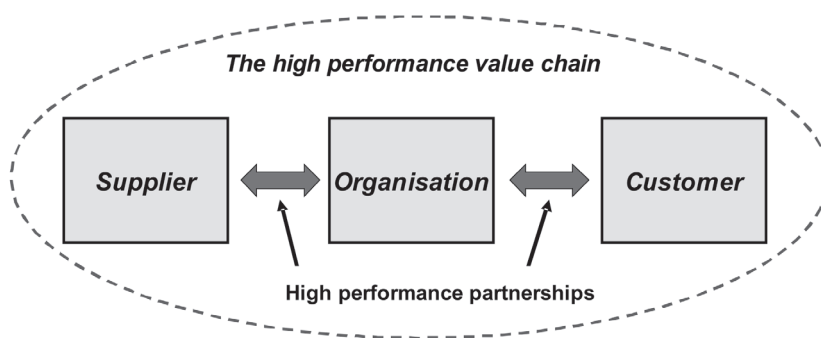 The high performance value chain
Supplier
Organisation
Customer
High performance partnerships